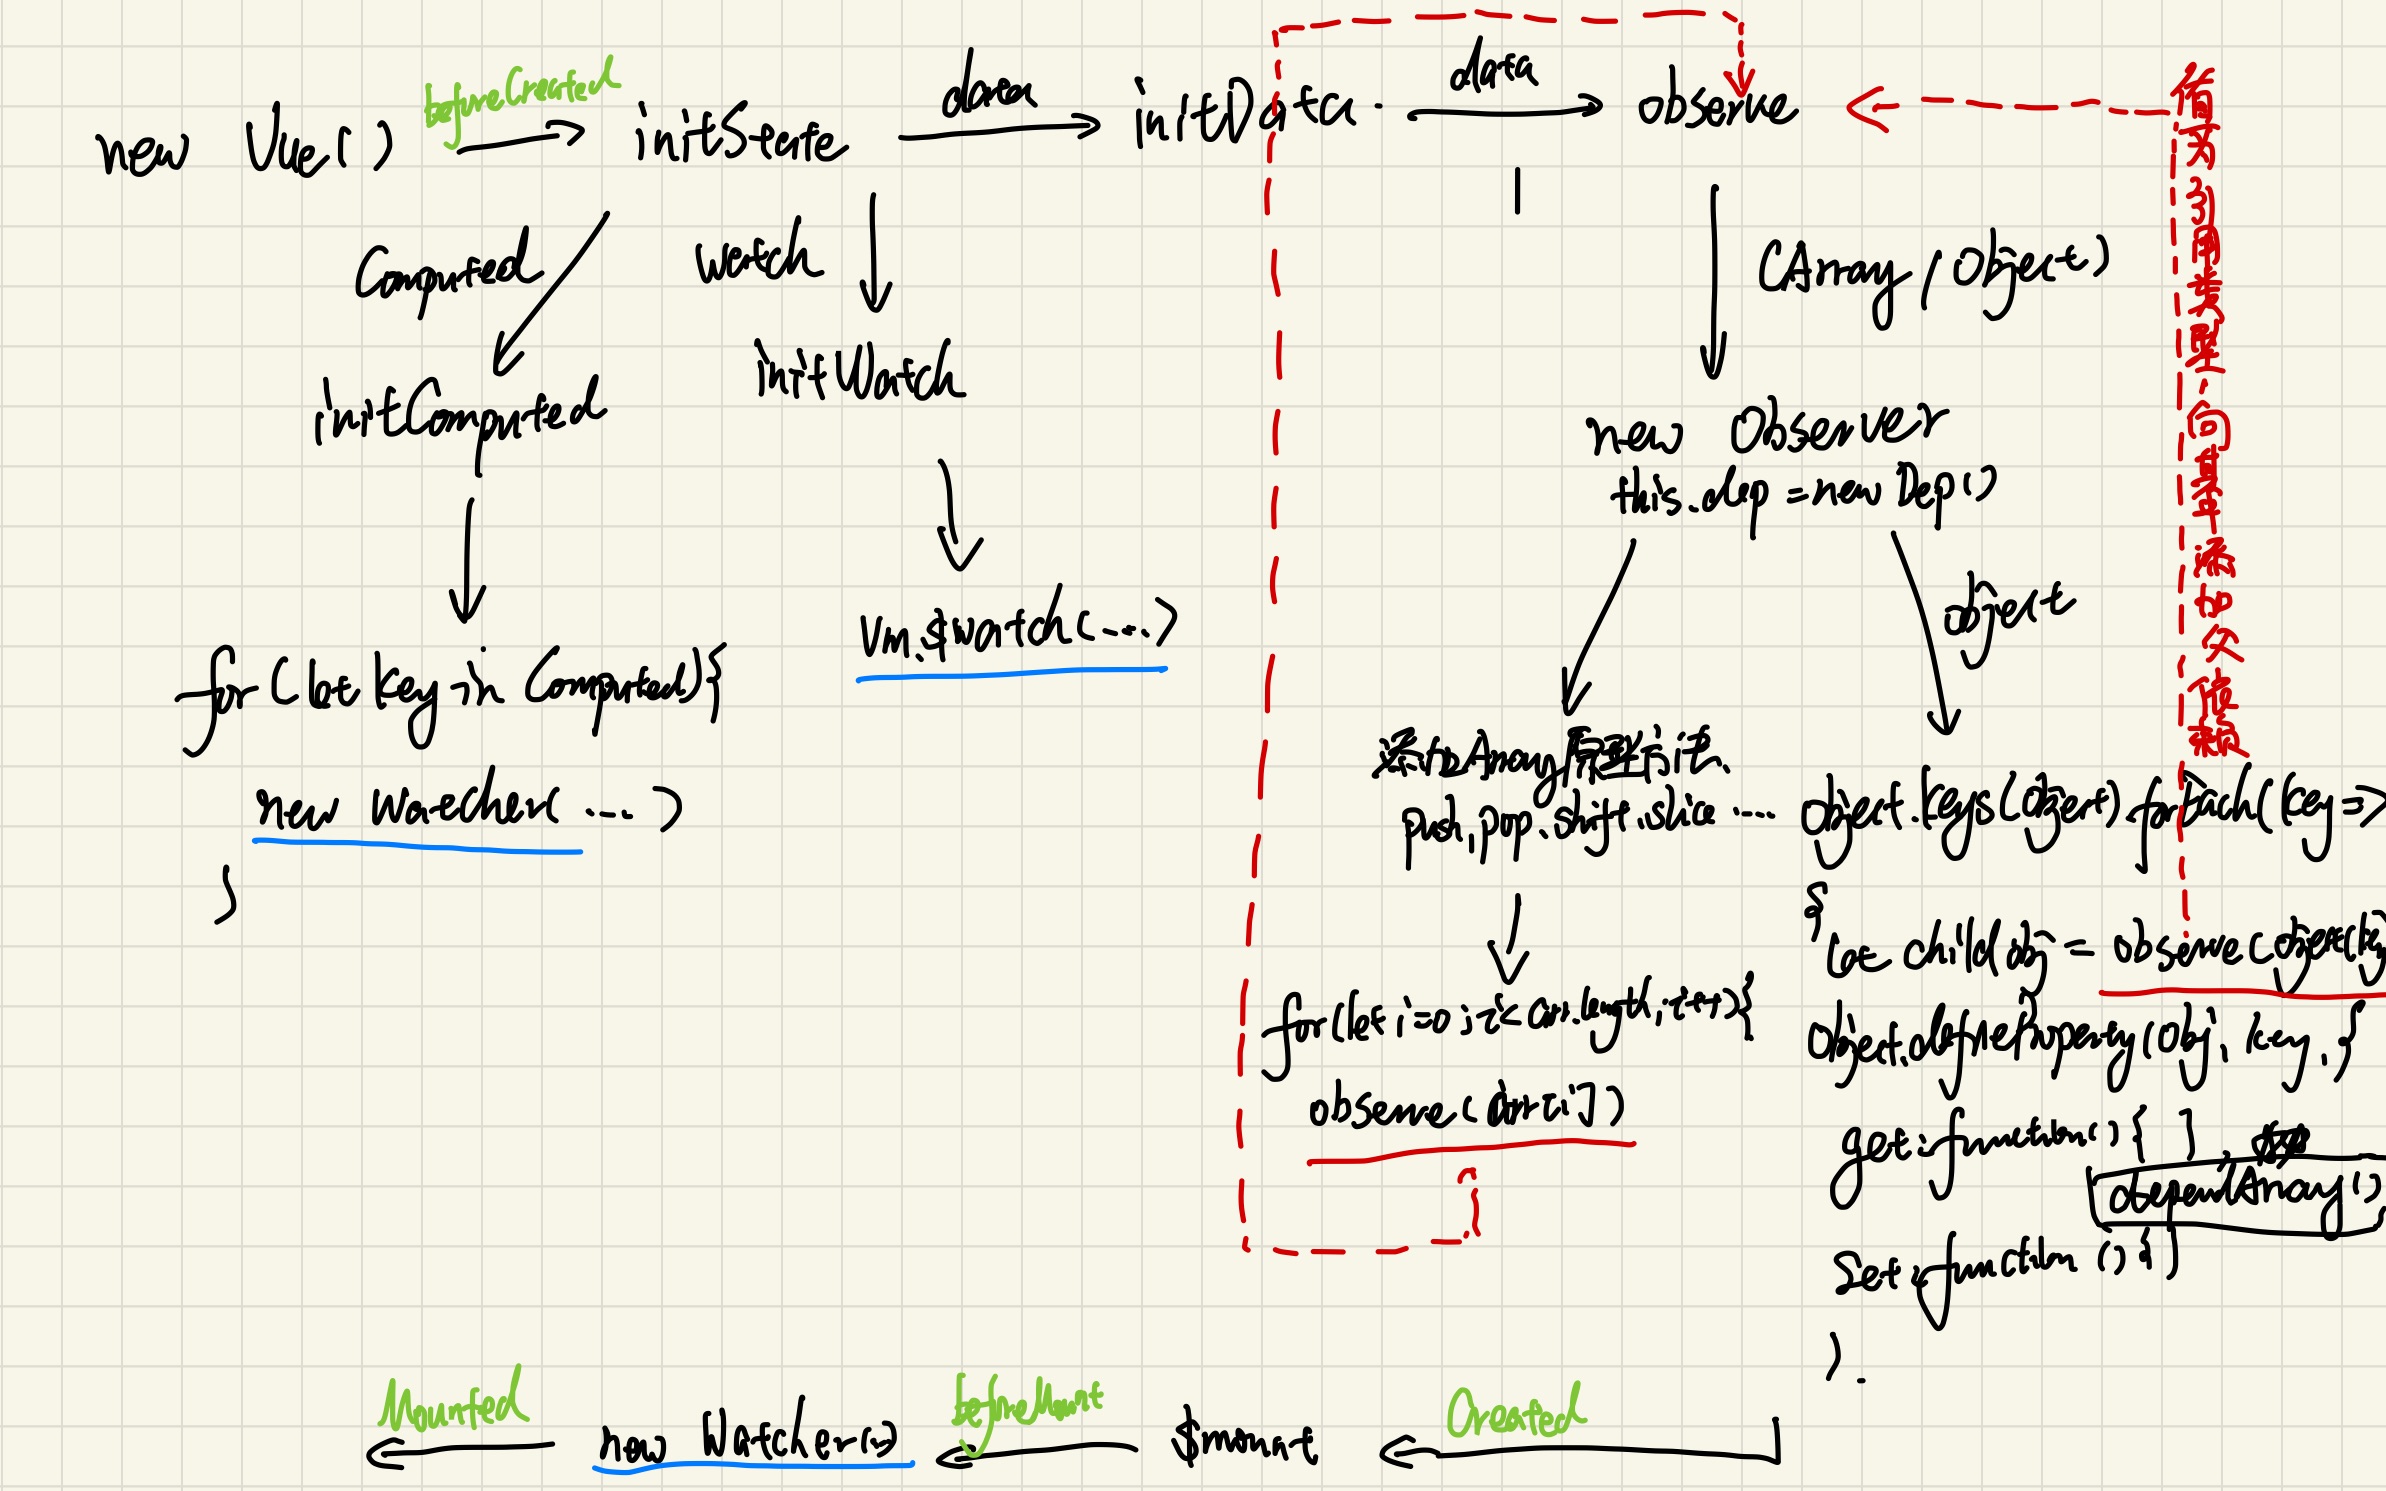 new Vue()
beforeCreated
initState
data
initData
data
observe
Computed
watch
(Array / Object)
initComputed
initWatch
new Observer
this.dep = new Dep()
object
for (let key in Computed){
new Watcher( ... )
}
vm.$watch(....)
添加Array原型方法.
push,pop.shift.slice ....
for(let i=0;i<arr.length;i++){
observe(arr[i])
Object.keys(object).forEach(key=>
{
let childobj = observe(object[key
Object.defineProperty(obj, key, {
get:function(){ },
dependArray()
set:function(){}
).
值为引用类型,向其添加父依赖
Created
$mount
beforeMount
new Watcher()
Mounted